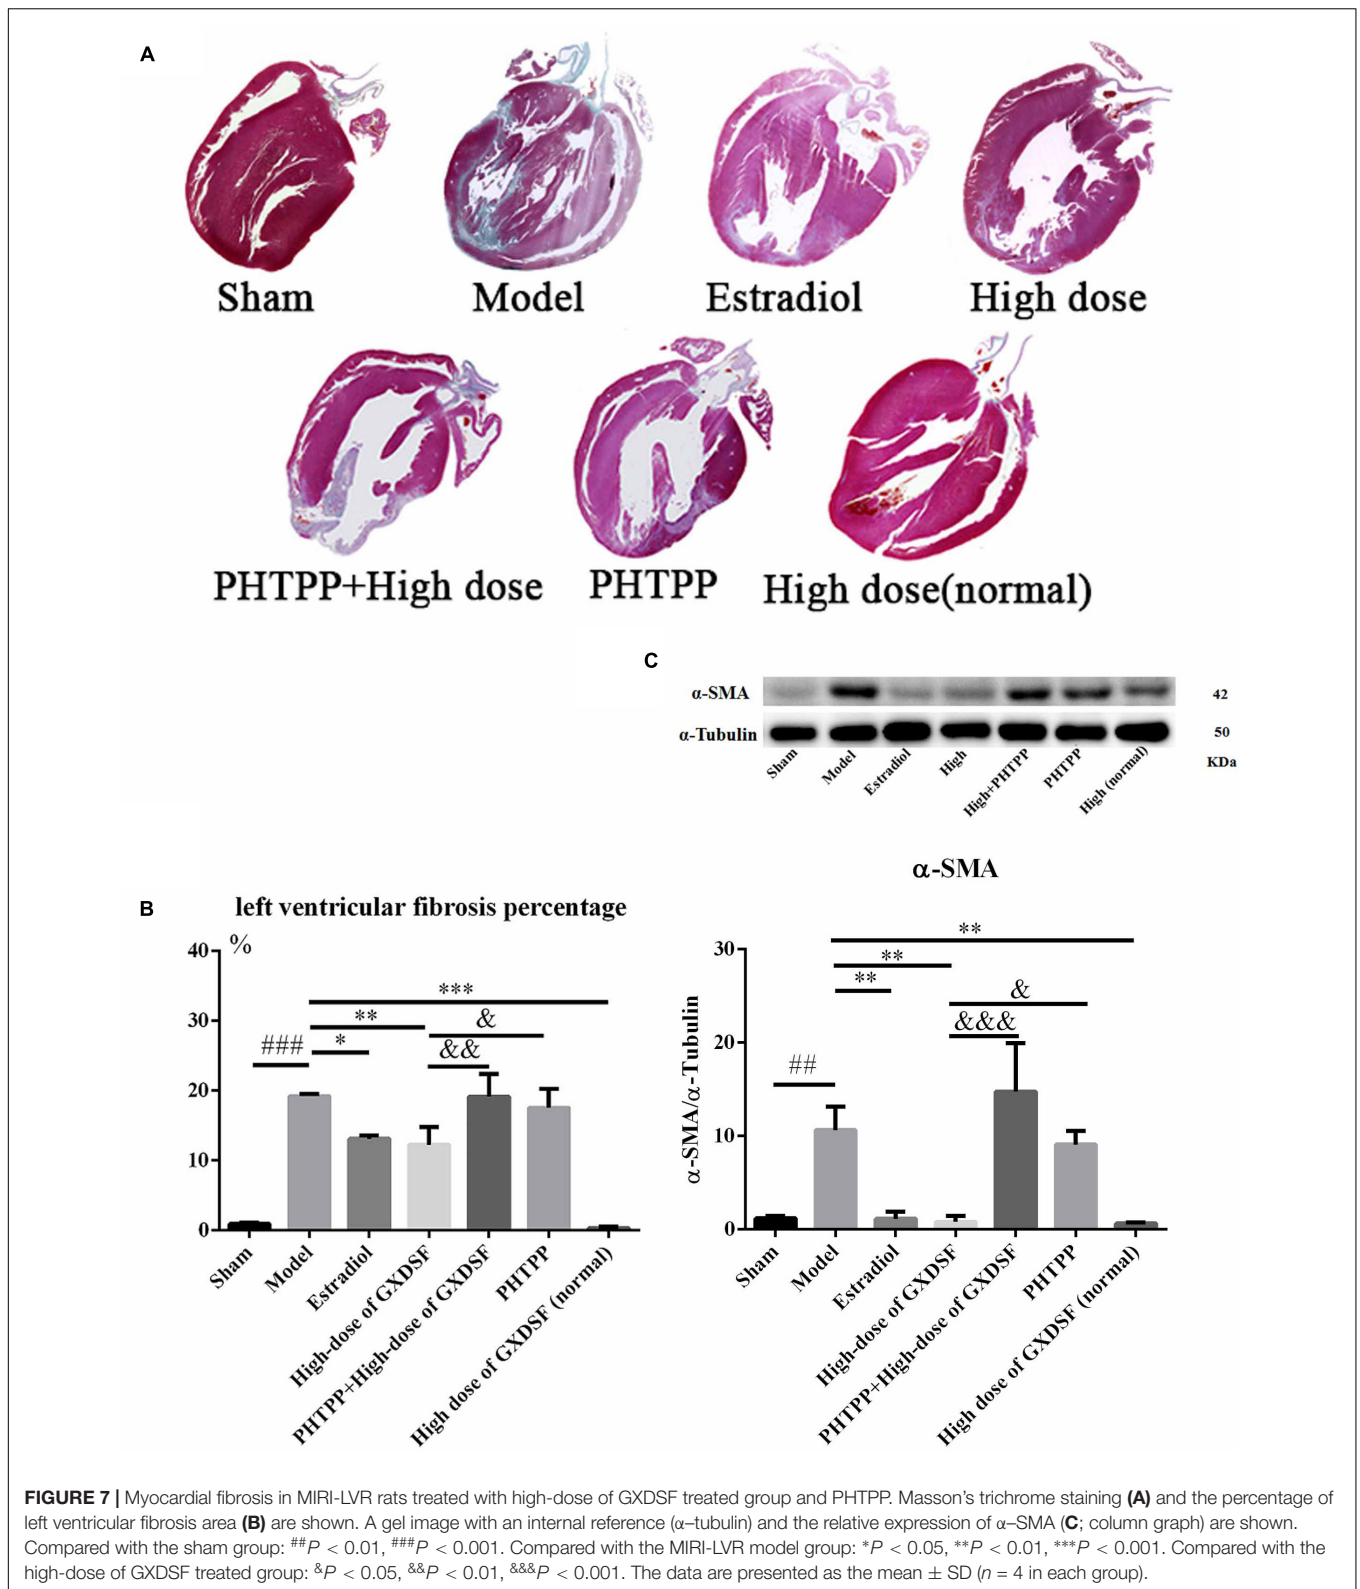 A
Sham
Model
Estradiol
High dose
PHTPP+High dose
PHTPP
High dose(normal)
C
α-SMA
42
α-Tubulin
50
KDa
Sham
Model
Estradiol
High
High+PHTPP
PHTPP
High (normal)
B
left ventricular fibrosis percentage
%
40
30
20
10
0
###
*
**
***
&&
&
Sham
Model
Estradiol
High-dose of GXDSF
PHTPP+High-dose of GXDSF
PHTPP
High dose of GXDSF (normal)
α-SMA
α-SMA/α-Tubulin
30
20
10
0
##
**
**
**
&&&
&
Sham
Model
Estradiol
High-dose of GXDSF
PHTPP+High-dose of GXDSF
PHTPP
High dose of GXDSF (normal)
FIGURE 7 | Myocardial fibrosis in MIRI-LVR rats treated with high-dose of GXDSF treated group and PHTPP. Masson's trichrome staining (A) and the percentage of
left ventricular fibrosis area (B) are shown. A gel image with an internal reference (α–tubulin) and the relative expression of α–SMA (C; column graph) are shown.
Compared with the sham group: ##P < 0.01, ###P < 0.001. Compared with the MIRI-LVR model group: *P < 0.05, **P < 0.01, ***P < 0.001. Compared with the
high-dose of GXDSF treated group: &P < 0.05, &&P < 0.01, &&&P < 0.001. The data are presented as the mean ± SD (n = 4 in each group).